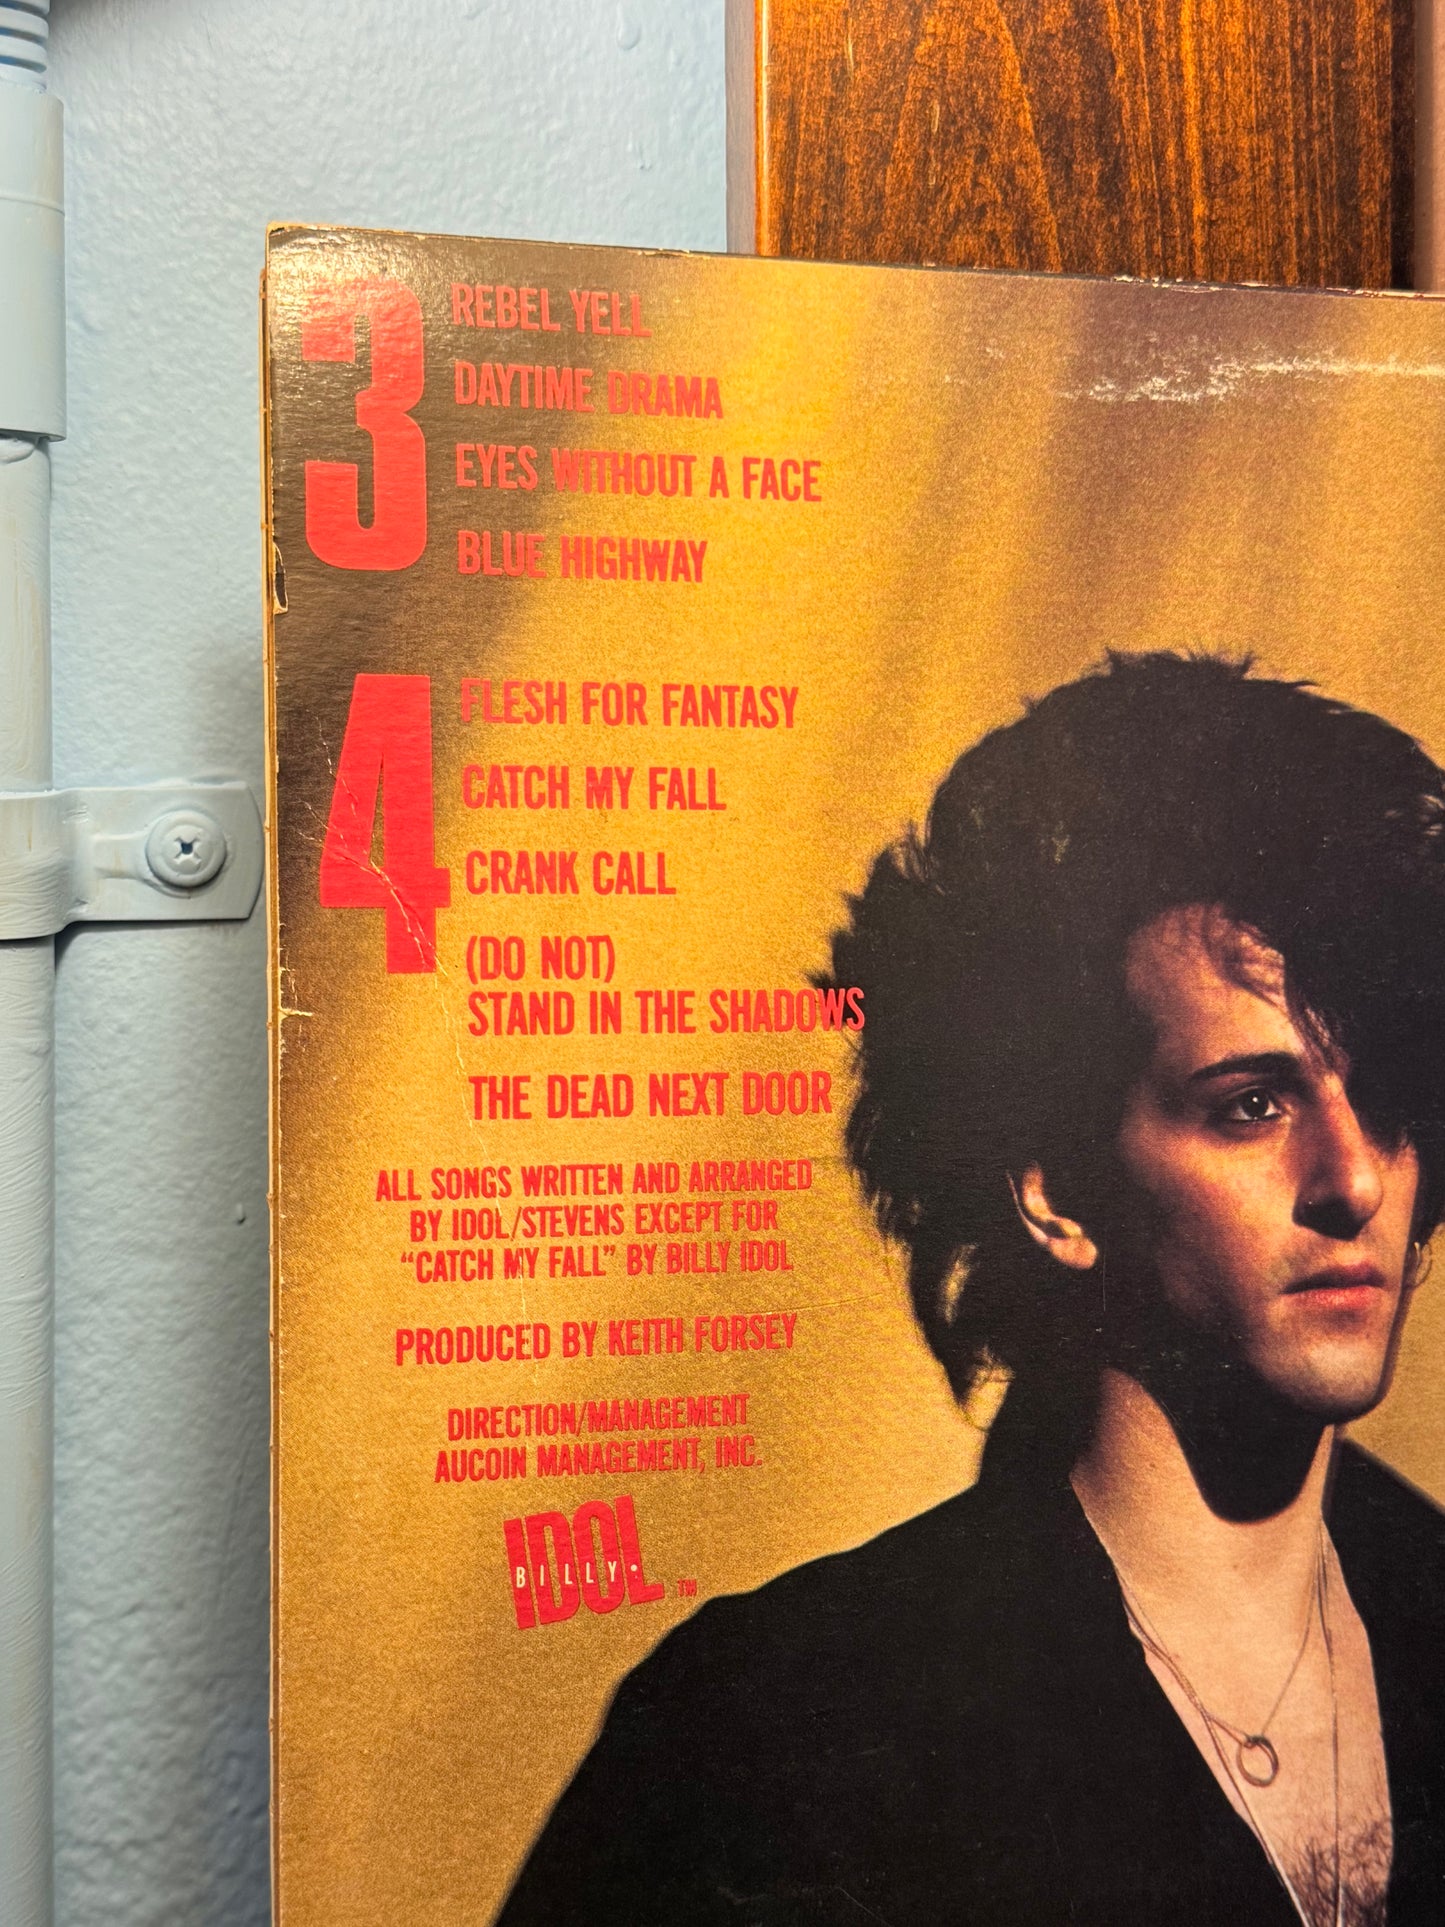 3
REBEL YELL
DAYTIME DRAMA
EYES WITHOUT A FACE
BLUE HIGHWAY
4
FLESH FOR FANTASY
CATCH MY FALL
CRANK CALL
(DO NOT)
STAND IN THE SHADOWS
THE DEAD NEXT DOOR
ALL SONGS WRITTEN AND ARRANGED
BY IDOL/STEVENS EXCEPT FOR
“CATCH MY FALL” BY BILLY IDOL
PRODUCED BY KEITH FORSEY
DIRECTION/MANAGEMENT
AUCOIN MANAGEMENT, INC.
IDOL
BILLY•
™